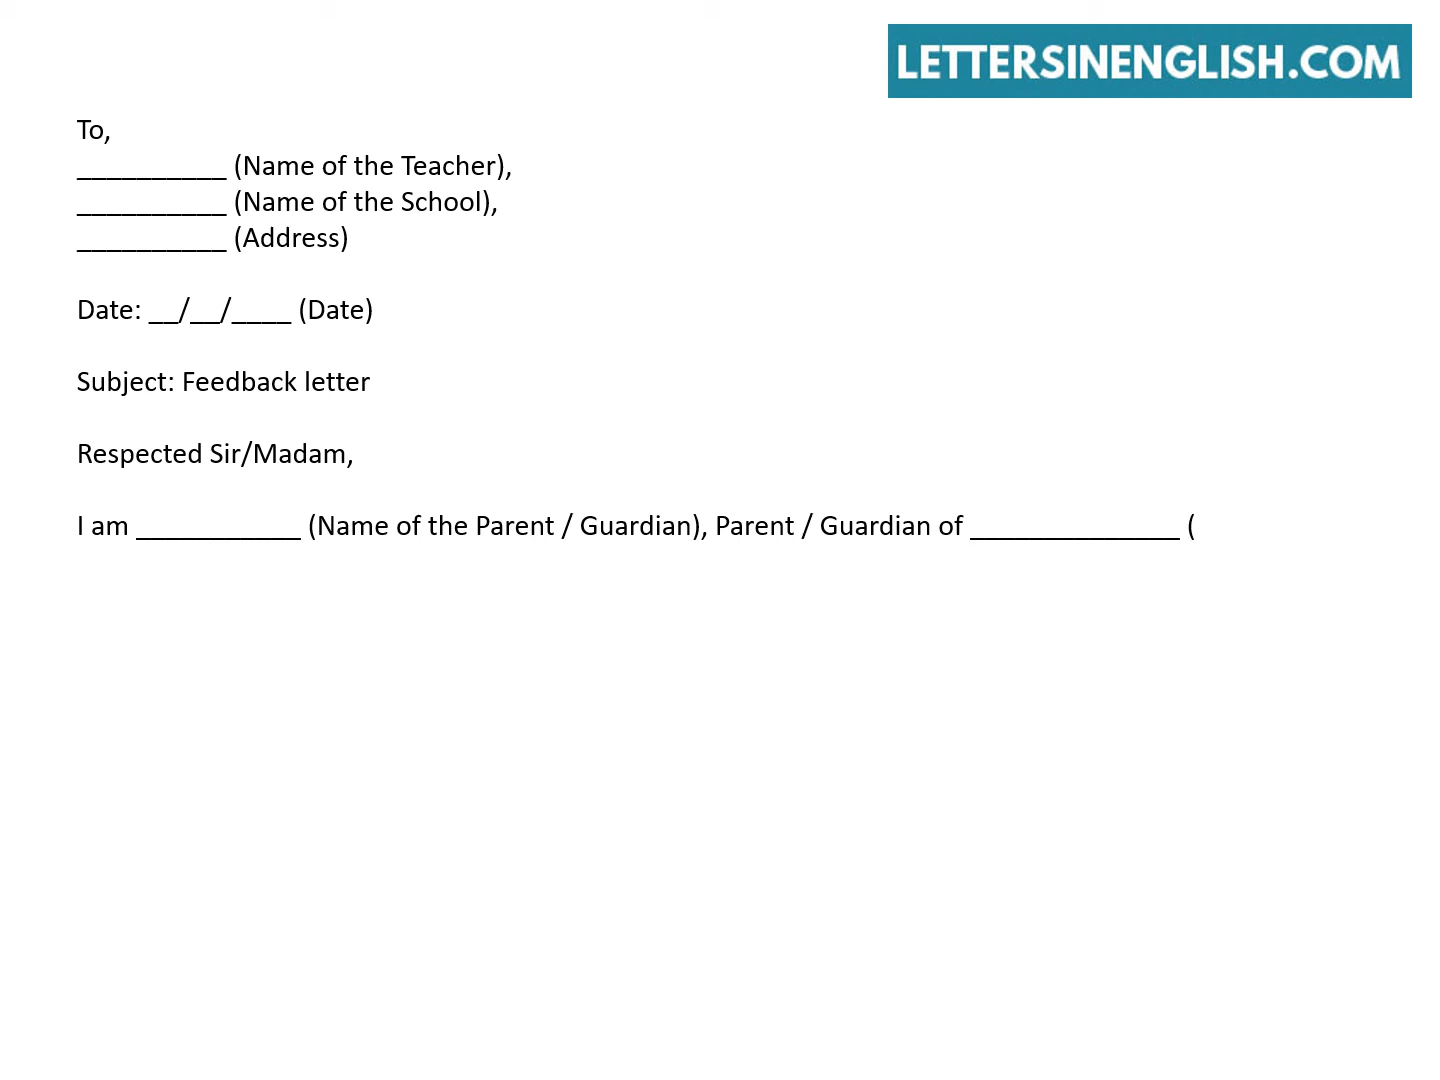 LETTERSINENGLISH.COM
To,
__________ (Name of the Teacher),
__________ (Name of the School),
__________ (Address)
Date: __/__/____ (Date)
Subject: Feedback letter
Respected Sir/Madam,
I am ___________ (Name of the Parent / Guardian), Parent / Guardian of ______________ (